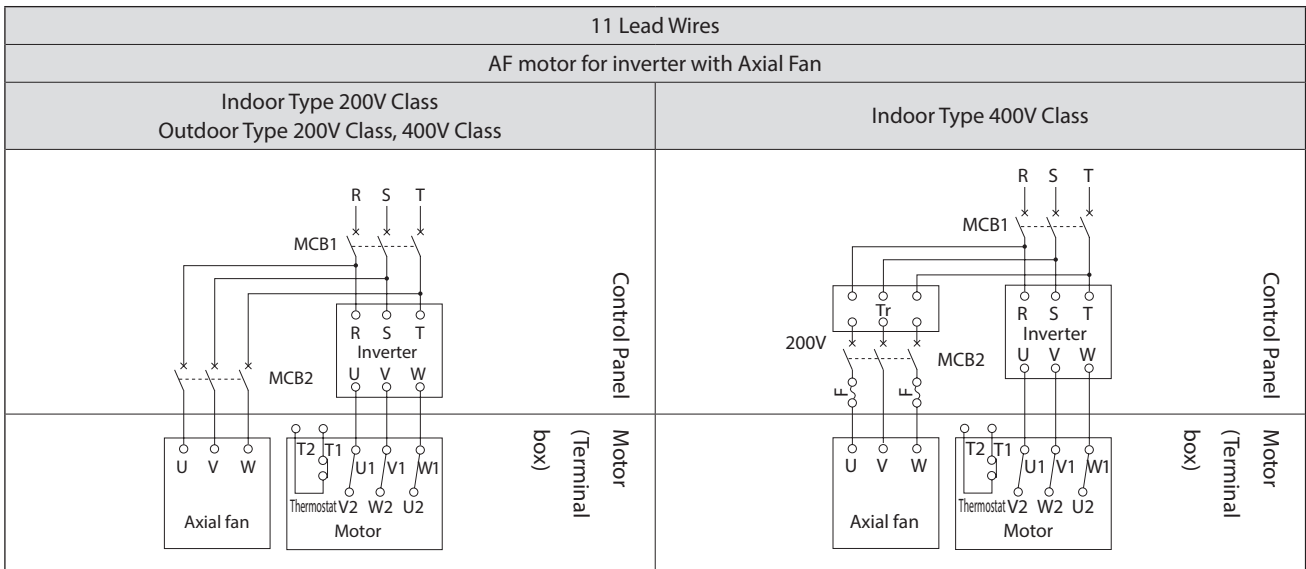 11 Lead Wires
AF motor for inverter with Axial Fan
Indoor Type 200V Class
Outdoor Type 200V Class, 400V Class
R S T
MCB1
R S T
Inverter
U V W
MCB2
Control Panel
U V W
Axial fan
T2 T1
U1 V1 W1
Thermostat V2 W2 U2
Motor
Motor
(Terminal
box)
Indoor Type 400V Class
R S T
MCB1
Tr
R S T
Inverter
U V W
200V
MCB2
F F
Control Panel
U V W
Axial fan
T2 T1
U1 V1 W1
Thermostat V2 W2 U2
Motor
Motor
(Terminal
box)